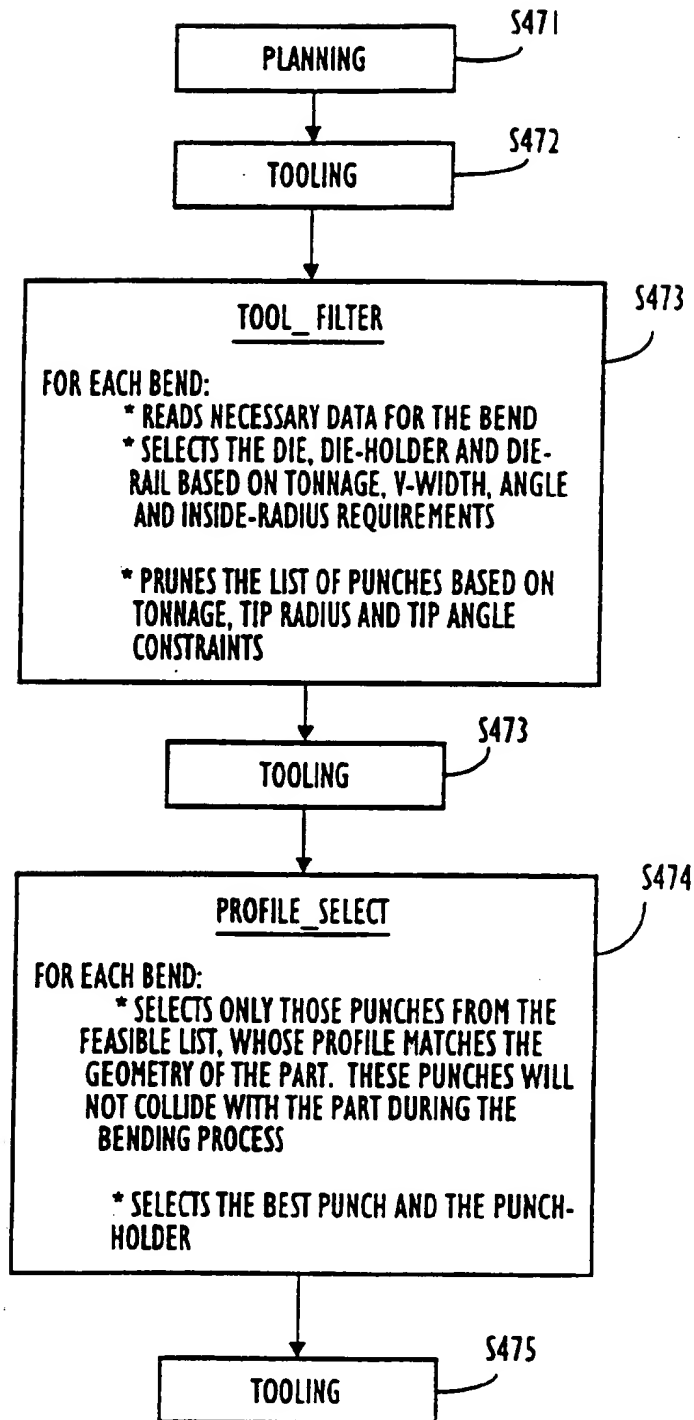 S471
PLANNING
S472
TOOLING
S473
TOOL_ FILTER
FOR EACH BEND:
* READS NECESSARY DATA FOR THE BEND
* SELECTS THE DIE, DIE-HOLDER AND DIE-
RAIL BASED ON TONNAGE, V-WIDTH, ANGLE
AND INSIDE-RADIUS REQUIREMENTS
* PRUNES THE LIST OF PUNCHES BASED ON
TONNAGE, TIP RADIUS AND TIP ANGLE
CONSTRAINTS
S473
TOOLING
S474
PROFILE_SELECT
FOR EACH BEND:
* SELECTS ONLY THOSE PUNCHES FROM THE
FEASIBLE LIST, WHOSE PROFILE MATCHES THE
GEOMETRY OF THE PART. THESE PUNCHES WILL
NOT COLLIDE WITH THE PART DURING THE
BENDING PROCESS
* SELECTS THE BEST PUNCH AND THE PUNCH-
HOLDER
S475
TOOLING